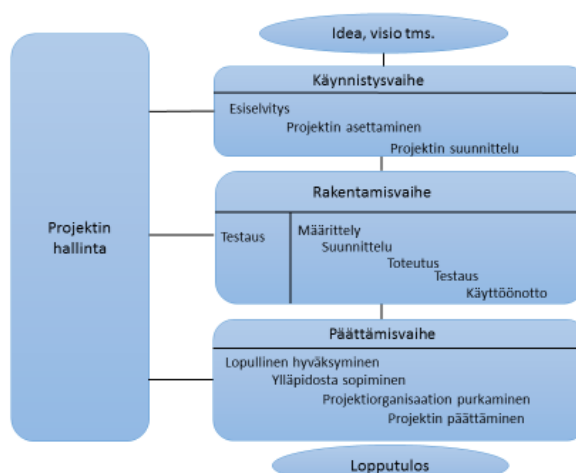 Idea, visio tms.
Käynnistysvaihe
Esiselvitys
Projektin asettaminen
Projektin suunnittelu
Projektin
hallinta
Rakentamisvaihe
Testaus
Määrittely
Suunnittelu
Toteutus
Testaus
Käyttöönotto
Päättämisvaihe
Lopullinen hyväksyminen
Ylläpidosta sopiminen
Projektiorganisaation purkaminen
Projektin päättäminen
Lopputulos